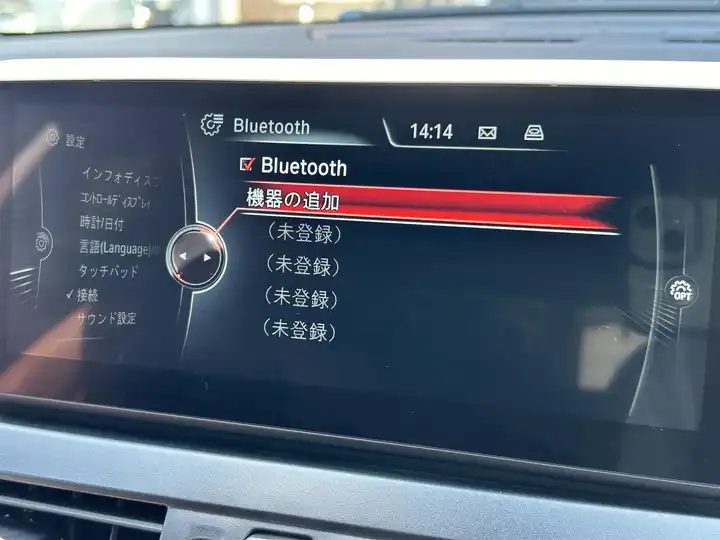 設定
インフォディスプ
コントロールディスプレイ
時計/日付
言語(Language)
タッチパッド
✓接続
サウンド設定
Bluetooth
14:14
Bluetooth
機器の追加
(未登録)
(未登録)
(未登録)
(未登録)
OPT